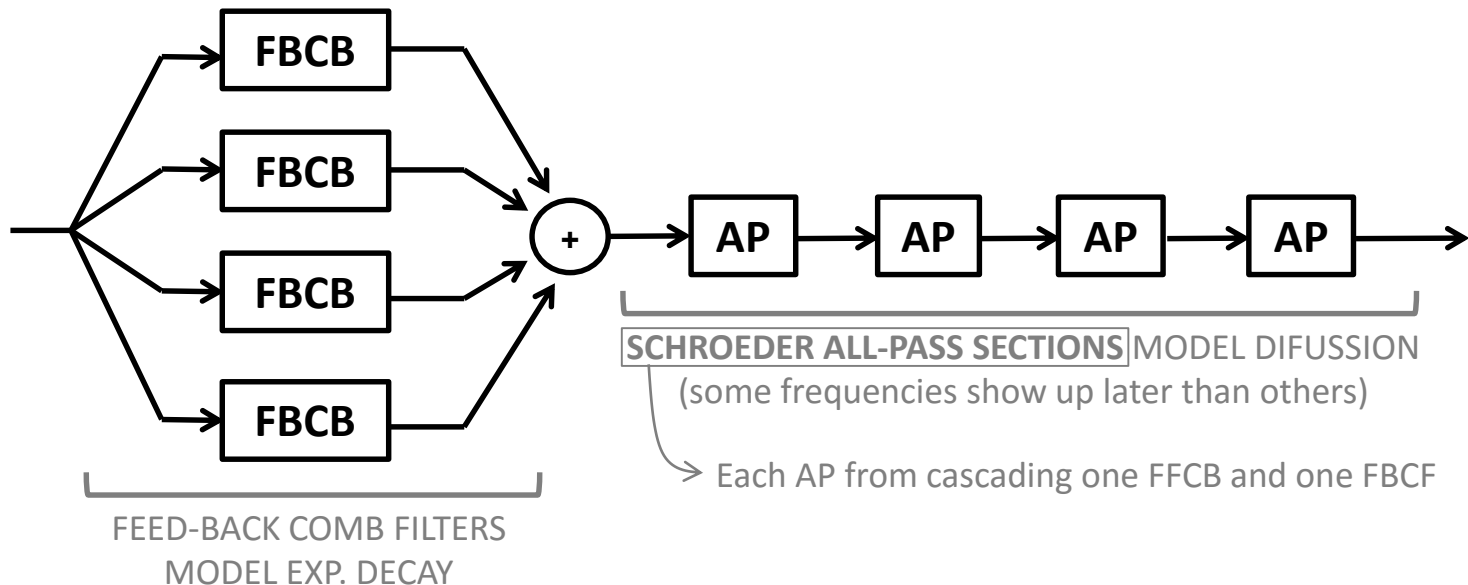 FBCB
FBCB
FBCB
FBCB
+
AP AP AP AP
SCHROEDER ALL-PASS SECTIONS MODEL DIFUSSION
(some frequencies show up later than others)
Each AP from cascading one FFCB and one FBCF
FEED-BACK COMB FILTERS
MODEL EXP. DECAY